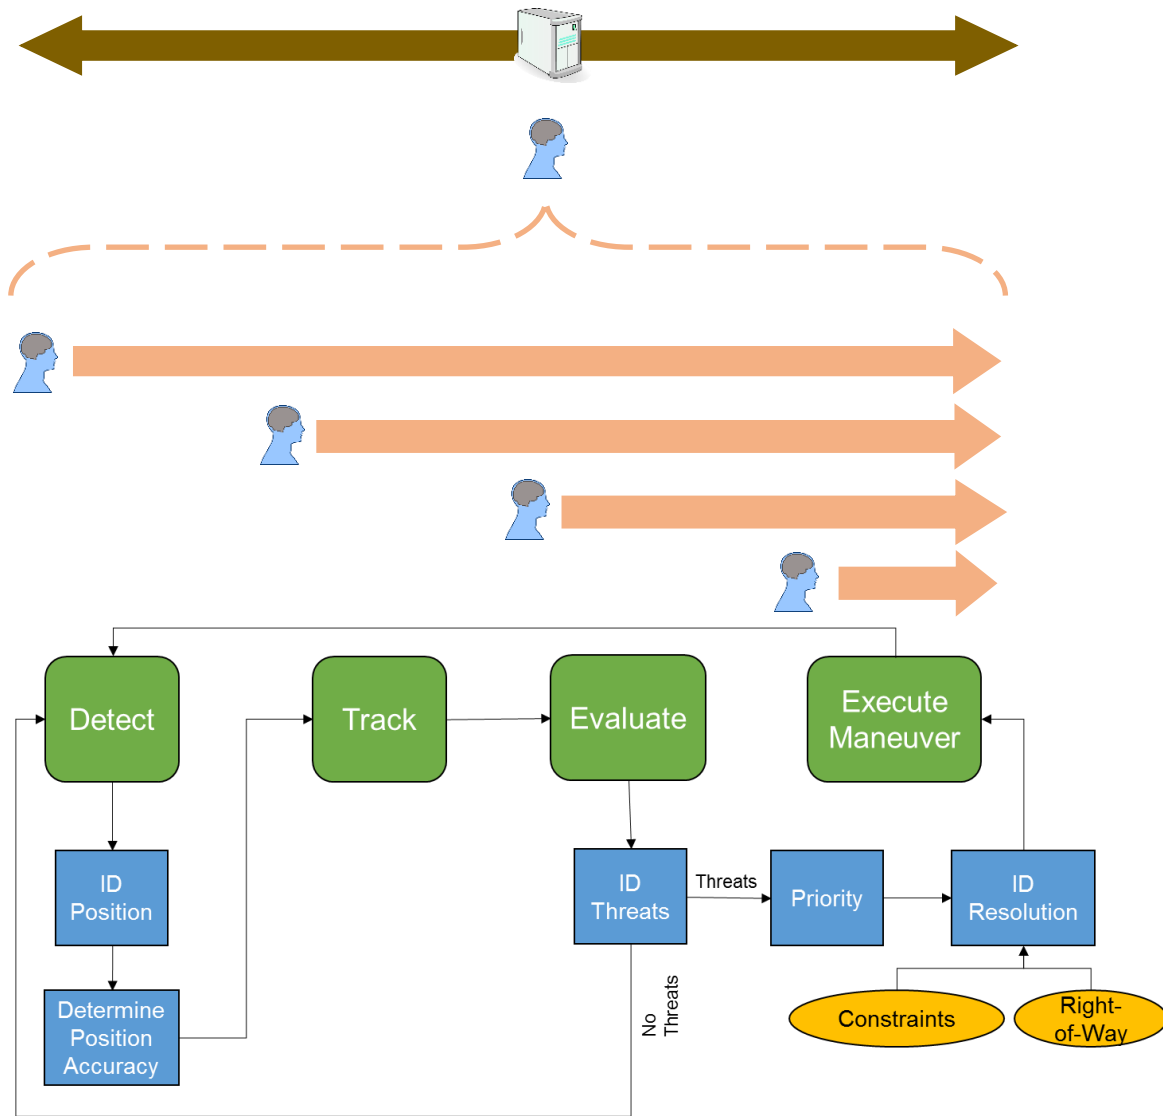 Detect
Track
Evaluate
Execute
Maneuver
ID
Position
ID
Threats
Threats
Priority
ID
Resolution
Determine
Position
Accuracy
No
Threats
Constraints
Right-
of-Way